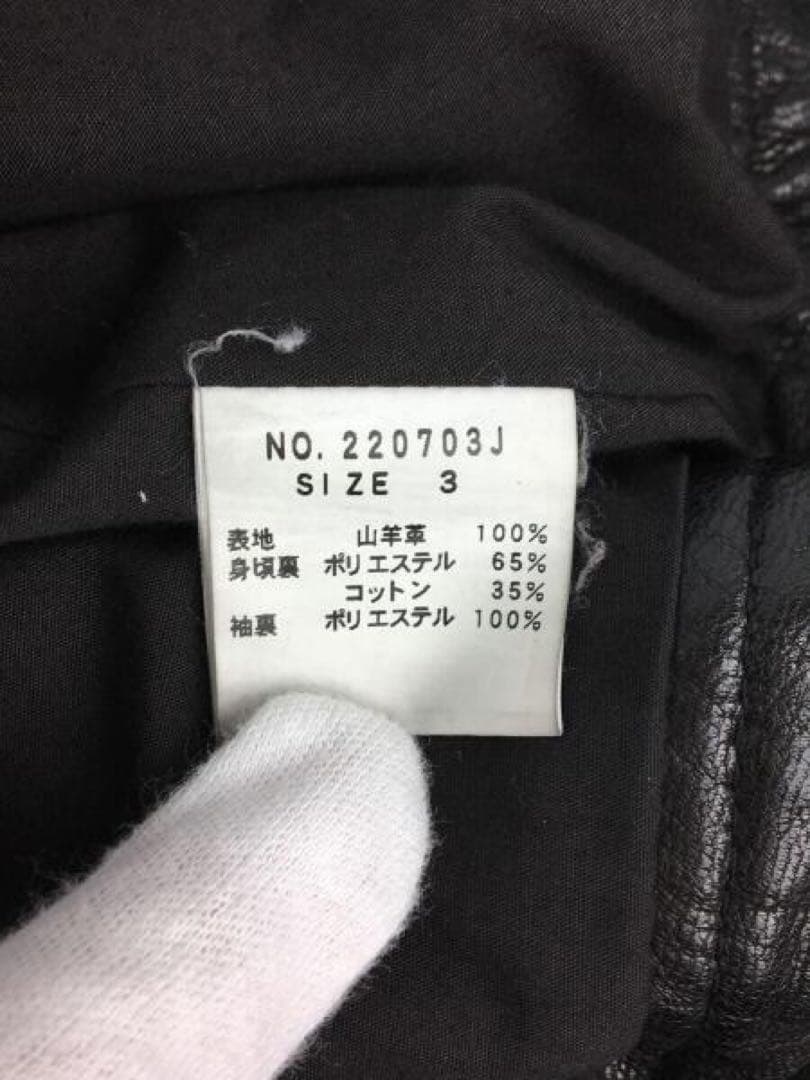 NO. 220703J
SIZE 3
表地 山羊革 100%
身頃裏 ポリエステル 65%
コットン 35%
袖裏 ポリエステル 100%